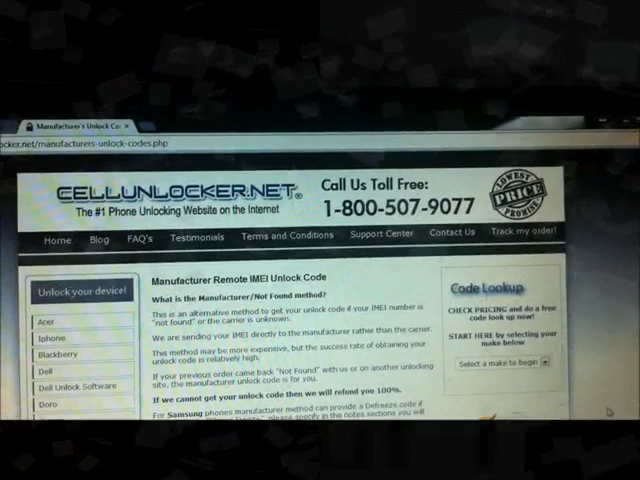 Manufacturer's Unlock Co
ocker.net/manufacturers-unlock-codes.php
CELLUNLOCKER.NET®
The #1 Phone Unlocking Website on the Internet
Call Us Toll Free:
1-800-507-9077
LOWEST
PRICE
PROMISE
Home Blog FAQ's Testimonials Terms and Conditions Support Center Contact Us Track my order!
Unlock your device!
Acer
Iphone
Blackberry
Dell
Dell Unlock Software
Doro
Manufacturer Remote IMEI Unlock Code
What is the Manufacturer/Not Found method?
This is an alternative method to get your unlock code if your IMEI number is
"not found" or the carrier is unknown.
We are sending your IMEI directly to the manufacturer rather than the carrier.
This method may be more expensive, but the success rate of obtaining your
unlock code is relatively high.
If your previous order came back "Not Found" with us or on another unlocking
site, the manufacturer unlock code is for you.
If we cannot get your unlock code then we will refund you 100%.
For Samsung phones manufacturer method can provide a Defreeze code if
please specify in the notes sections you will
Code Lookup
CHECK PRICING and do a free
code look up now!
START HERE by selecting your
make below
Select a make to begin